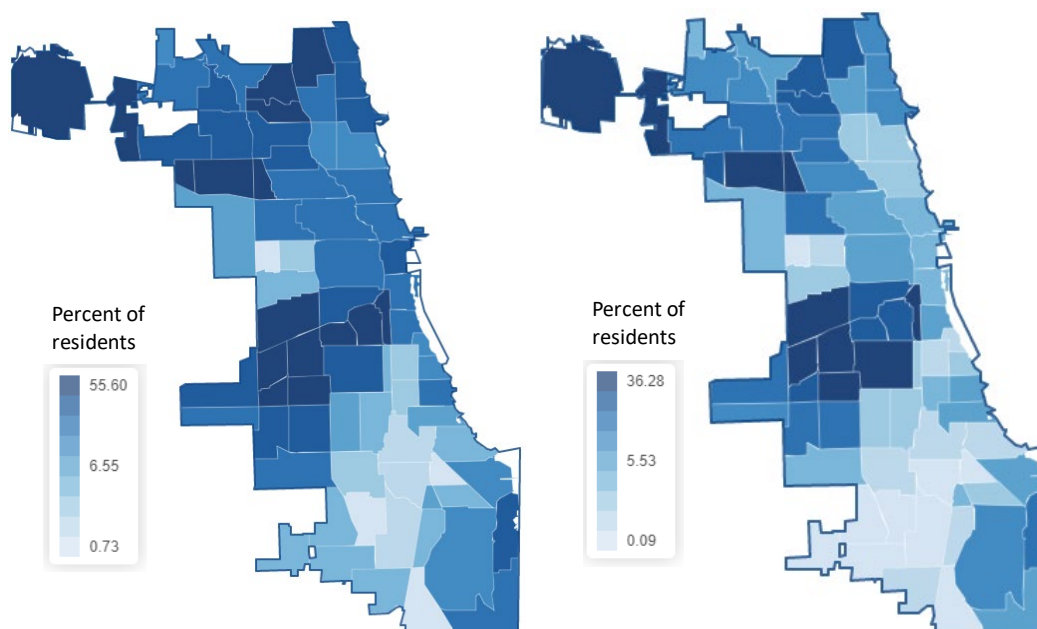 Percent of
residents
55.60
6.55
0.73
Percent of
residents
36.28
5.53
0.09